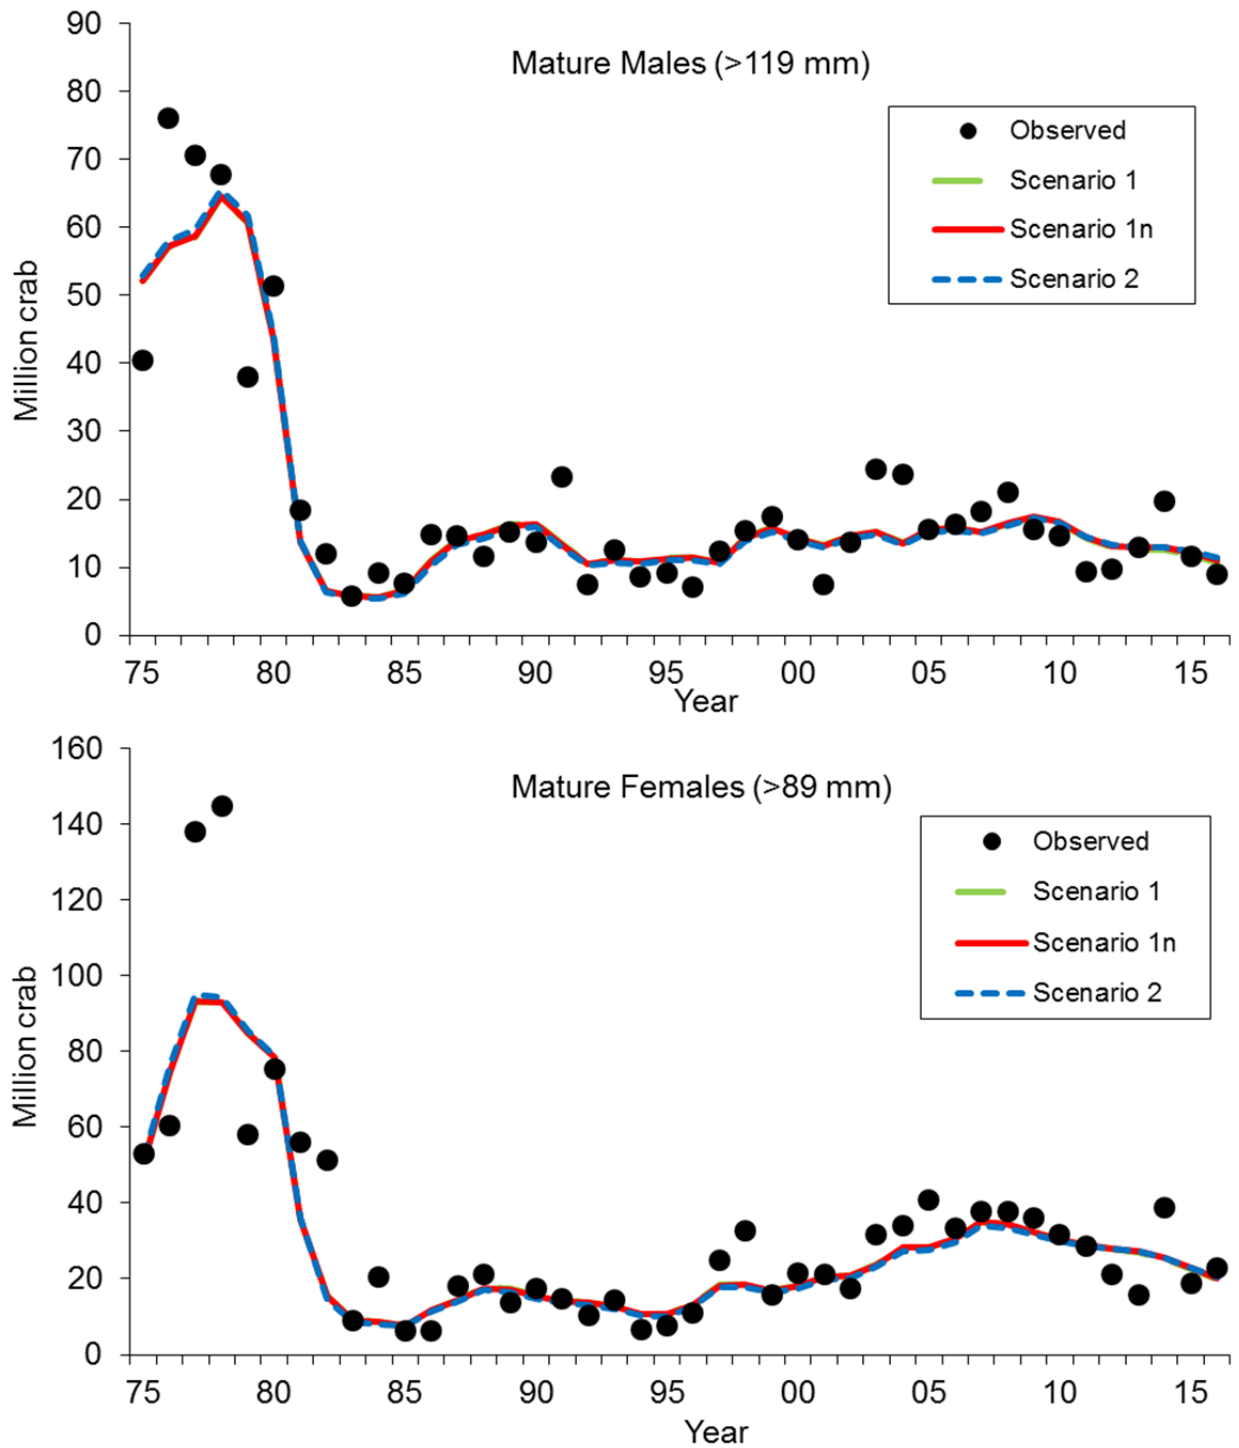 90
Mature Males (>119 mm)
80
70
60
50
40
30
20
10
0
Million crab
Observed
Scenario 1
Scenario 1n
Scenario 2
75 80 85 90 95 00 05 10 15
Year
160
Mature Females (>89 mm)
140
120
100
80
60
40
20
0
Million crab
Observed
Scenario 1
Scenario 1n
Scenario 2
75 80 85 90 95 00 05 10 15
Year